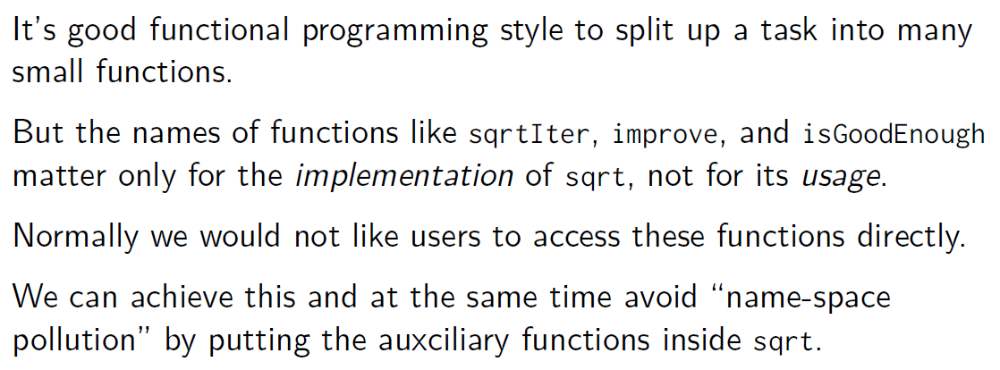 It's good functional programming style to split up a task into many
small functions.
But the names of functions like sqrtIter, improve, and isGoodEnough
matter only for the implementation of sqrt, not for its usage.
Normally we would not like users to access these functions directly.
We can achieve this and at the same time avoid “name-space
pollution” by putting the auxciliary functions inside sqrt.